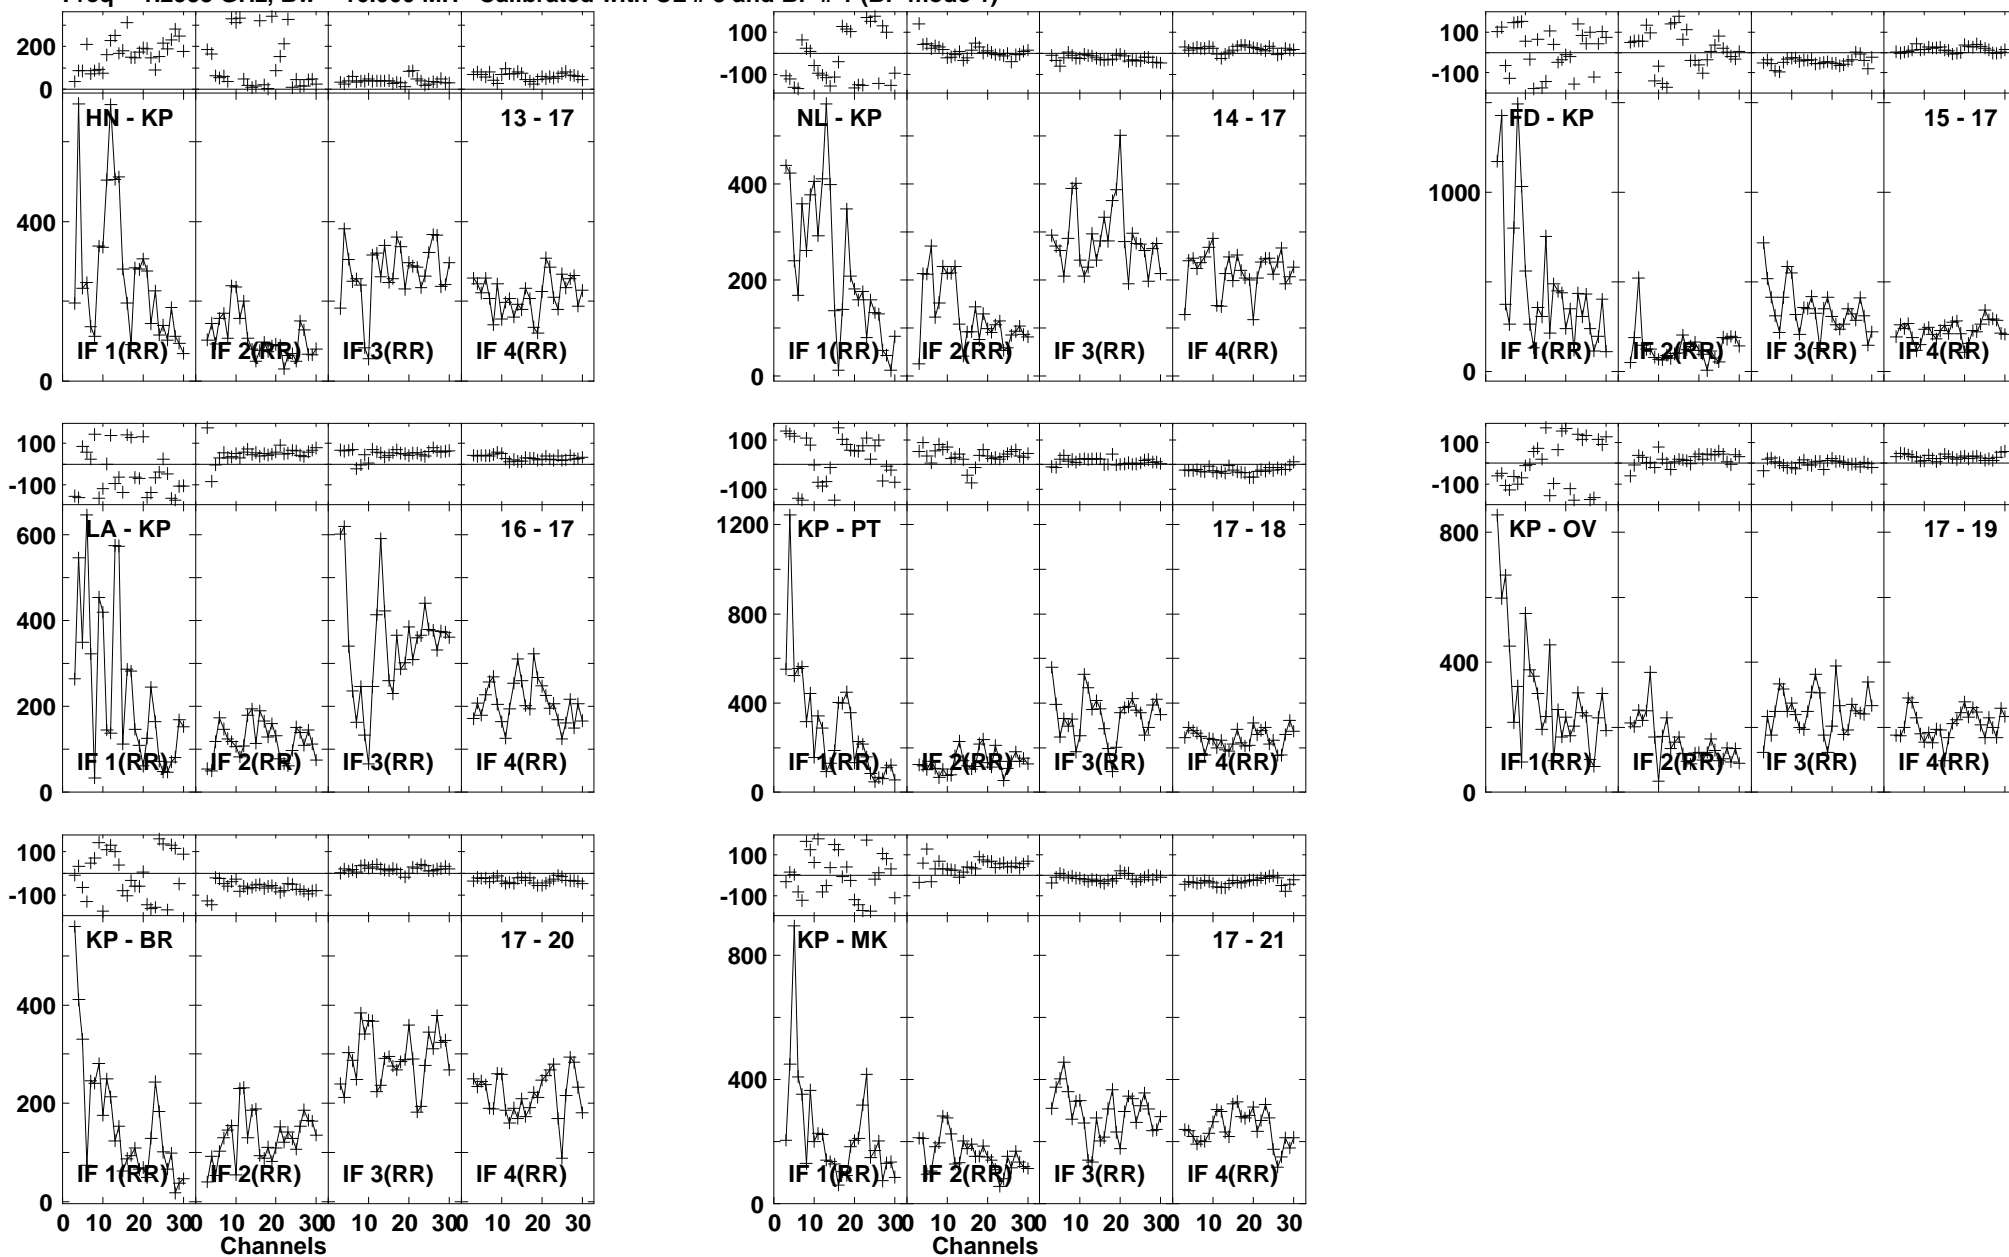 HN - KP 13 - 17
NL - KP 14 - 17
FD - KP 15 - 17
200
100
0
100
-100
100
-100
400
0
400
200
0
1000
0
IF 1(RR) IF 2(RR) IF 3(RR) IF 4(RR)
IF 1(RR) IF 2(RR) IF 3(RR) IF 4(RR)
IF 1(RR) IF 2(RR) IF 3(RR) IF 4(RR)
LA - KP 16 - 17
KP - PT 17 - 18
KP - OV 17 - 19
100
-100
100
-100
100
-100
600
400
200
0
1200
800
400
0
800
400
0
IF 1(RR) IF 2(RR) IF 3(RR) IF 4(RR)
IF 1(RR) IF 2(RR) IF 3(RR) IF 4(RR)
IF 1(RR) IF 2(RR) IF 3(RR) IF 4(RR)
KP - BR 17 - 20
KP - MK 17 - 21
100
-100
100
-100
400
200
0
800
400
0
IF 1(RR) IF 2(RR) IF 3(RR) IF 4(RR)
IF 1(RR) IF 2(RR) IF 3(RR) IF 4(RR)
0 10 20 30 0 10 20 30 0 10 20 30 0 10 20 30
0 10 20 30 0 10 20 30 0 10 20 30 0 10 20 30
Channels
Channels